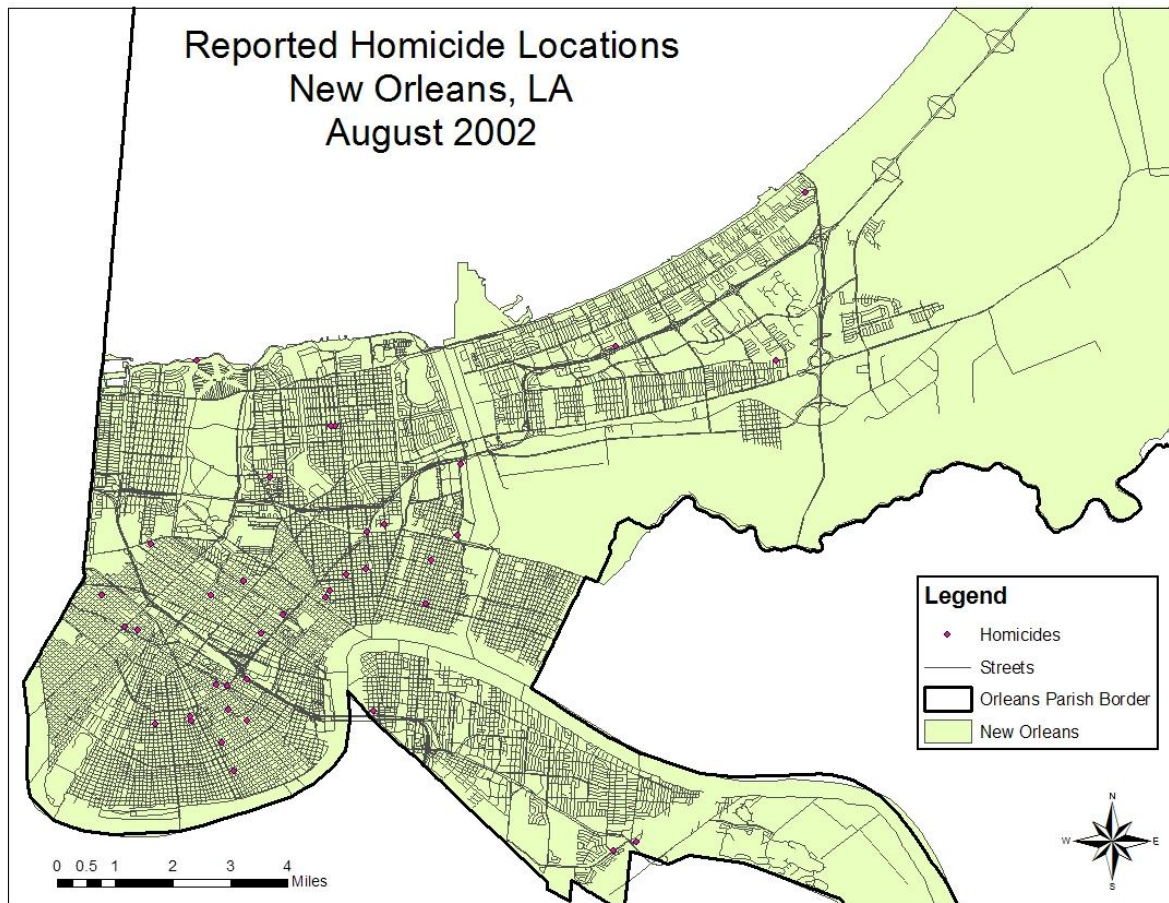 Reported Homicide Locations
New Orleans, LA
August 2002
Legend
Homicides
Streets
Orleans Parish Border
New Orleans
N
W
E
S
0 0.5 1 2 3 4
Miles